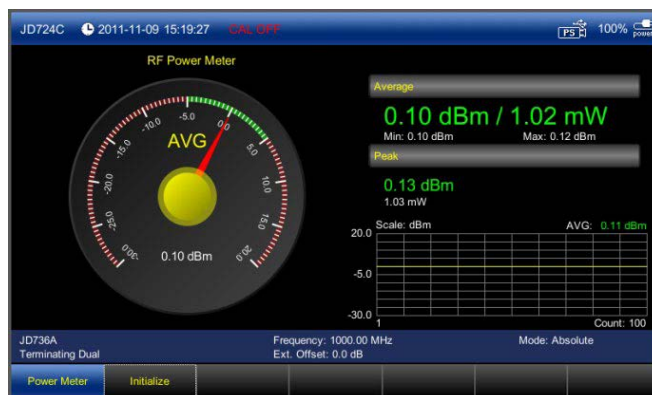 JD724C 2011-11-09 15:19:27 CAL OFF PS 100% power
RF Power Meter
AVG
-30.0
-25.0
-20.0
-15.0
-10.0
-5.0
0.0
5.0
10.0
15.0
20.0
0.10 dBm
Average
0.10 dBm / 1.02 mW
Min: 0.10 dBm Max: 0.12 dBm
Peak
0.13 dBm
1.03 mW
Scale: dBm AVG: 0.11 dBm
20.0
-5.0
-30.0
1 Count: 100
JD736A Frequency: 1000.00 MHz Mode: Absolute
Terminating Dual Ext. Offset: 0.0 dB
Power Meter Initialize